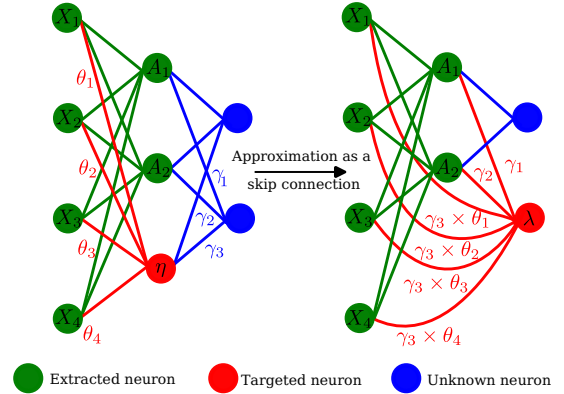 X₁
θ₁
A₁
X₂
θ₂
A₂
γ₁
γ₂
X₃
θ₃
γ₃
η
X₄
θ₄
Approximation as a
skip connection
X₁
A₁
X₂
A₂
γ₂
γ₁
X₃
γ₃ × θ₁
λ
γ₃ × θ₂
γ₃ × θ₃
X₄
γ₃ × θ₄
Extracted neuron
Targeted neuron
Unknown neuron